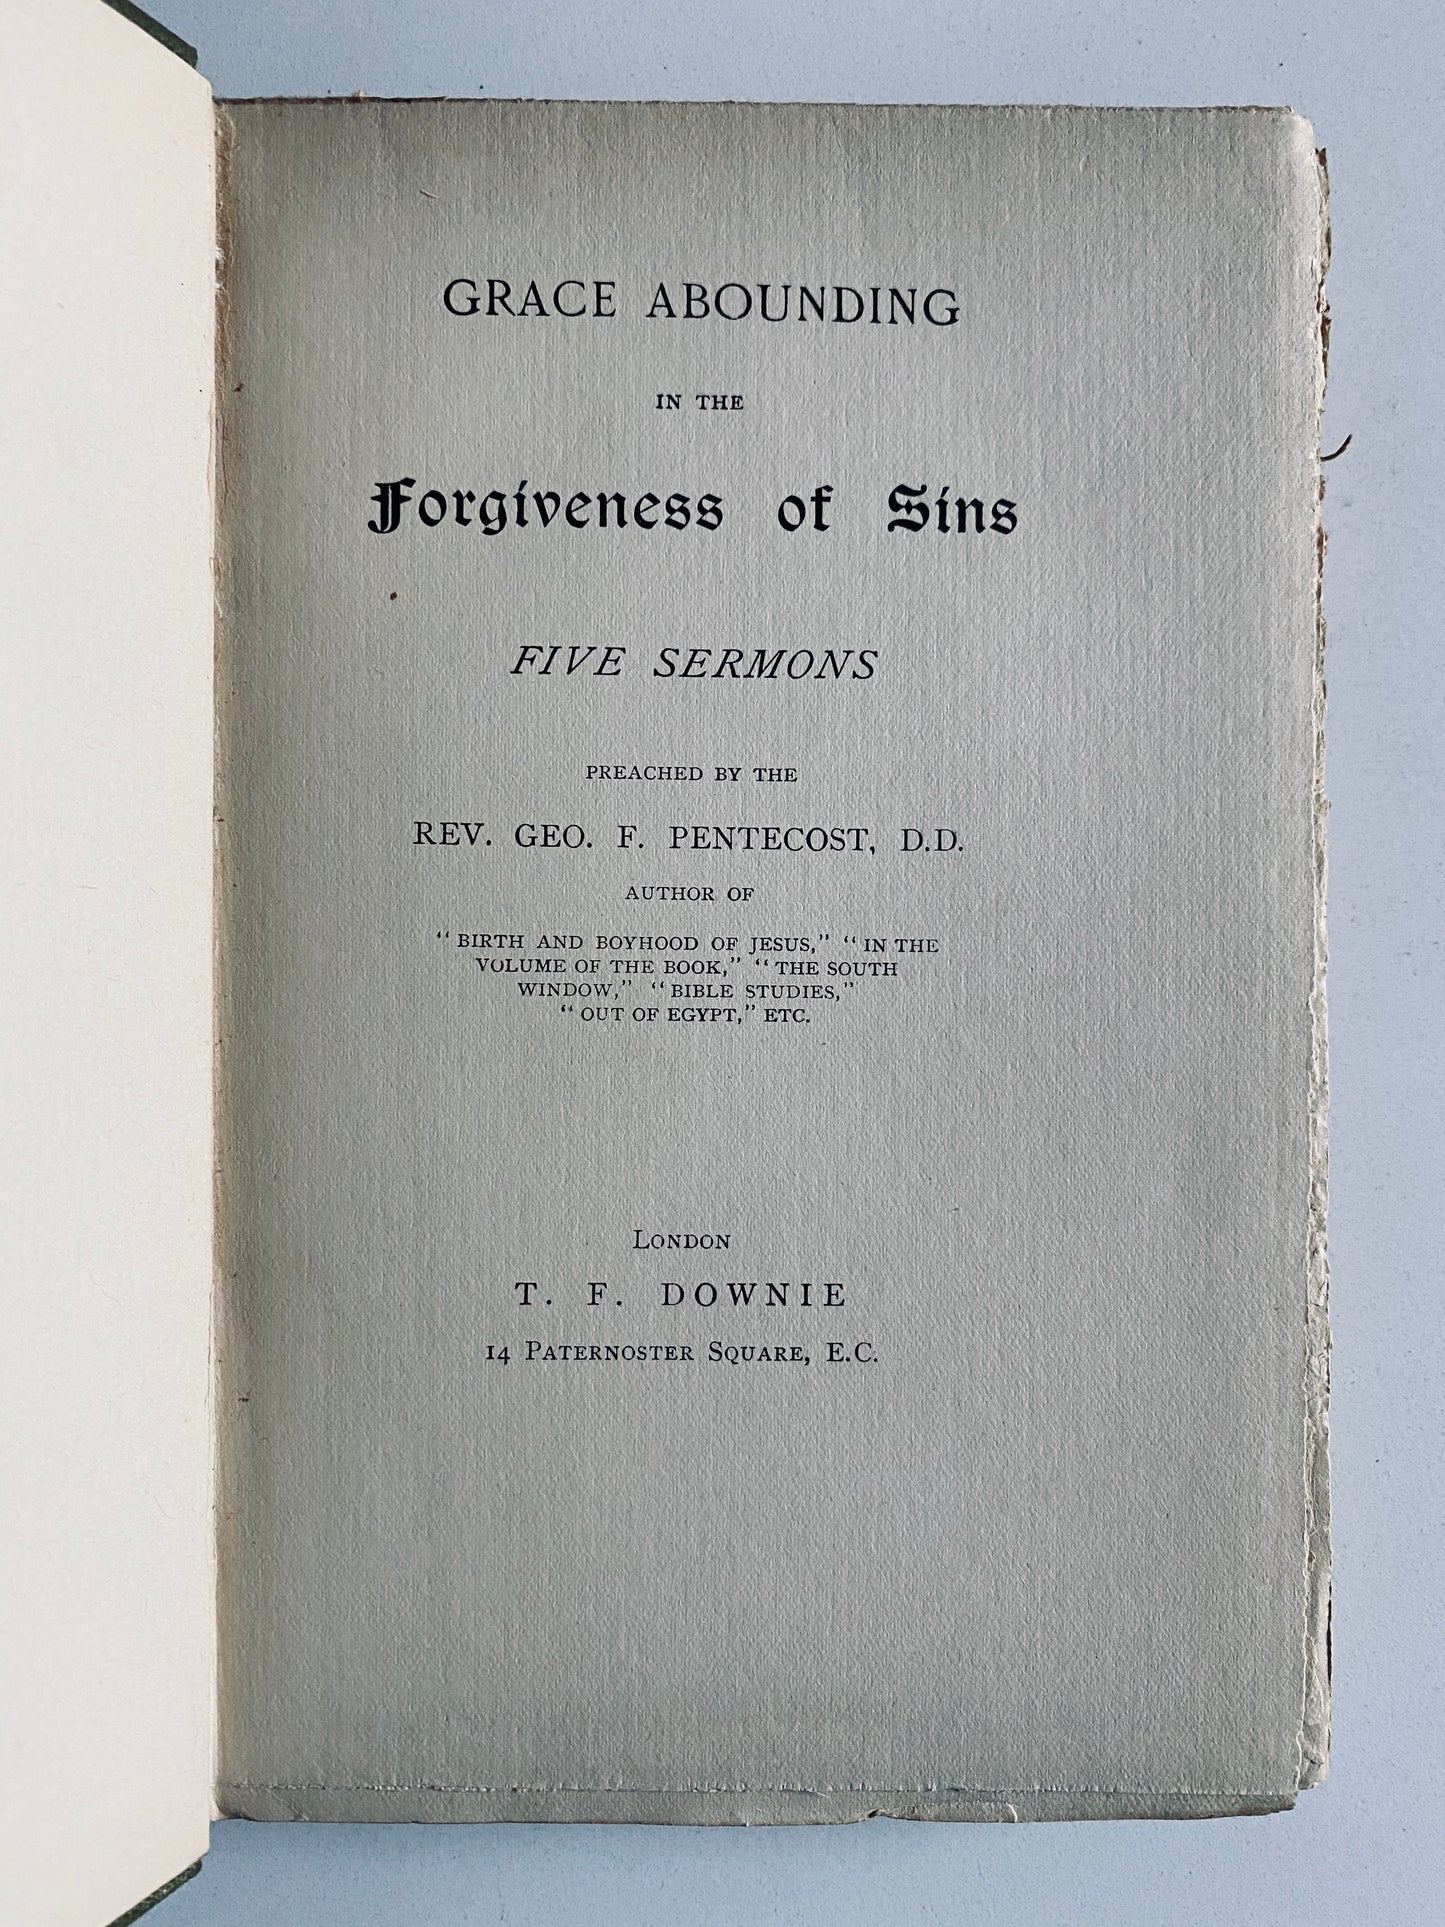 GRACE ABOUNDING
IN THE
Forgiveness of Sins
FIVE SERMONS
PREACHED BY THE
REV. GEO. F. PENTECOST, D.D.
AUTHOR OF
"BIRTH AND BOYHOOD OF JESUS," "IN THE
VOLUME OF THE BOOK," "THE SOUTH
WINDOW," "BIBLE STUDIES,"
"OUT OF EGYPT," ETC.
LONDON
T. F. DOWNIE
14 PATERNOSTER SQUARE, E.C.